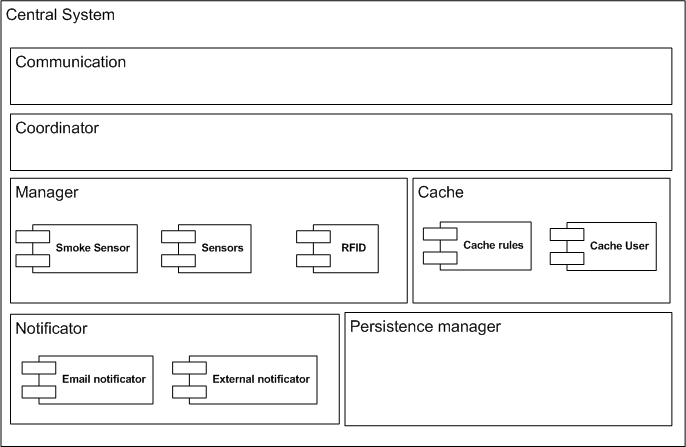 Central System
Communication
Coordinator
Manager
Smoke Sensor
Sensors
RFID
Cache
Cache rules
Cache User
Notificator
Email notificator
External notificator
Persistence manager